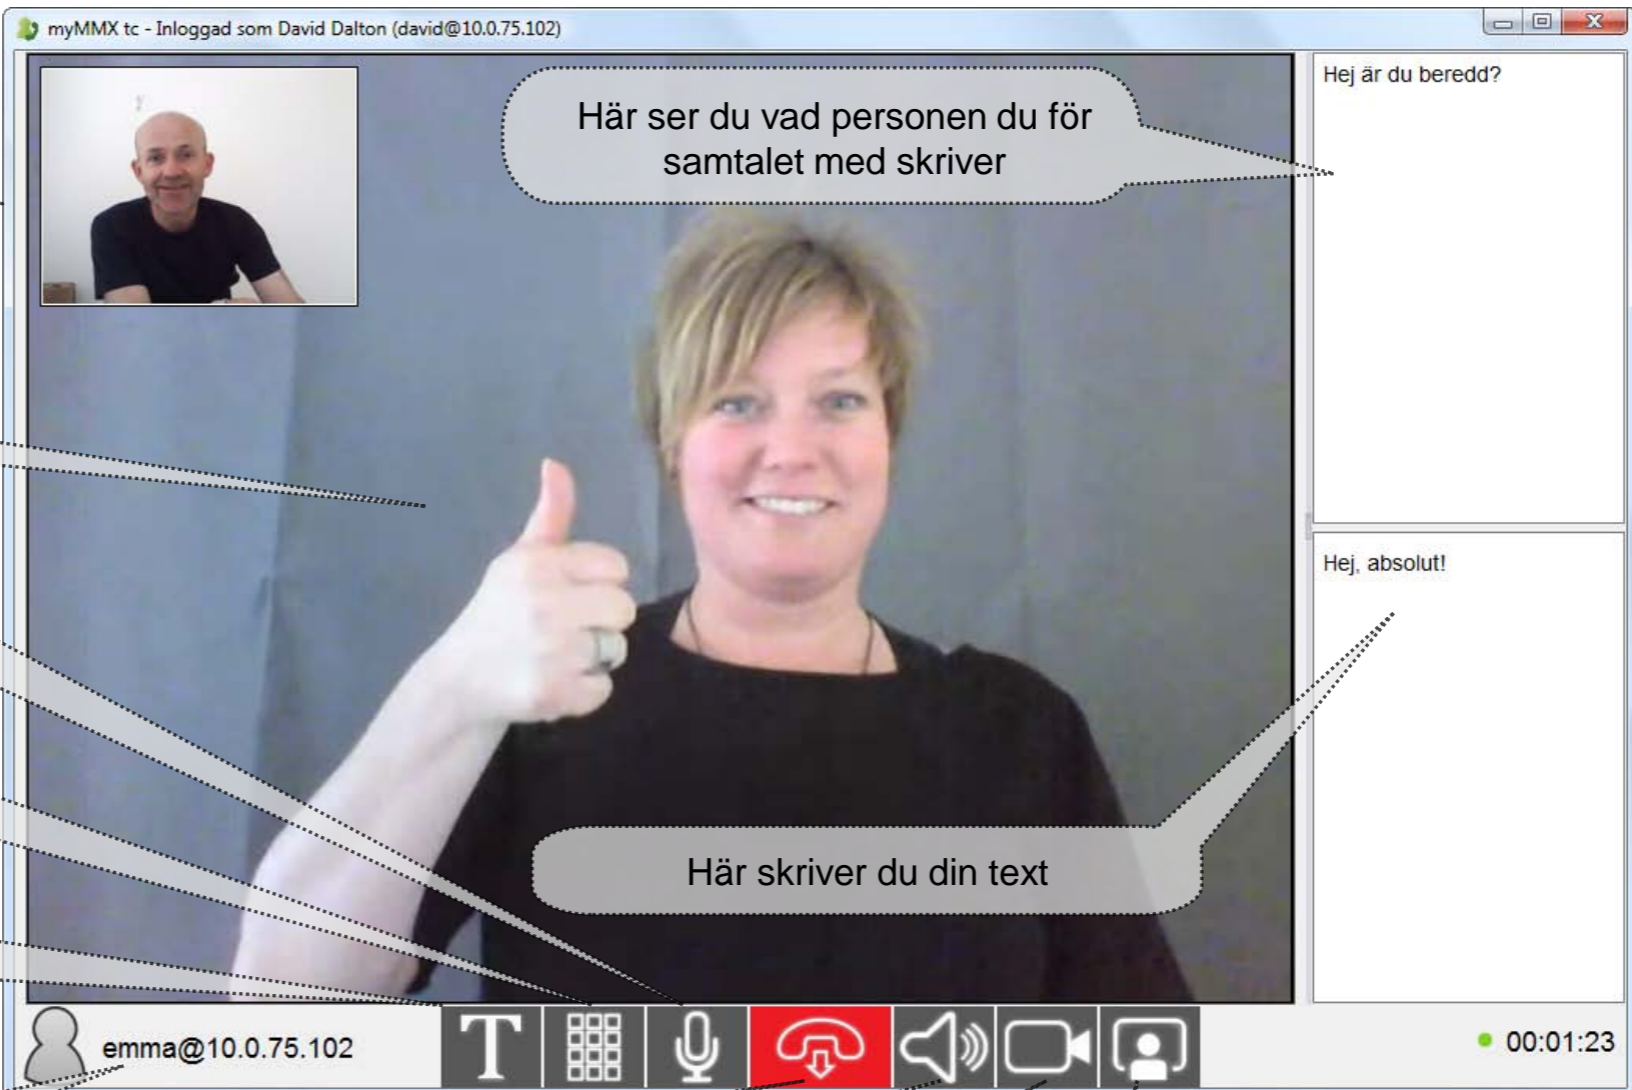 myMMX tc - Inloggad som David Dalton (david@10.0.75.102)
Här ser du vad personen du för
samtalet med skriver
Hej är du beredd?
Hej, absolut!
Här skriver du din text
emma@10.0.75.102
T
00:01:23